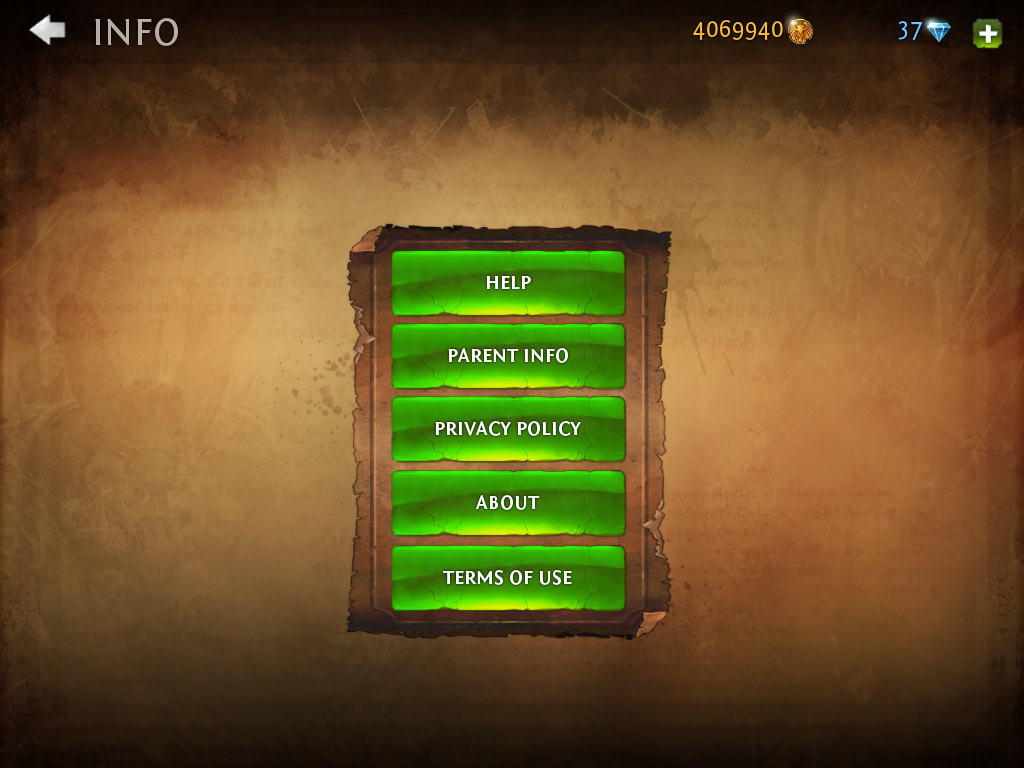 INFO
4069940
37
HELP
PARENT INFO
PRIVACY POLICY
ABOUT
TERMS OF USE